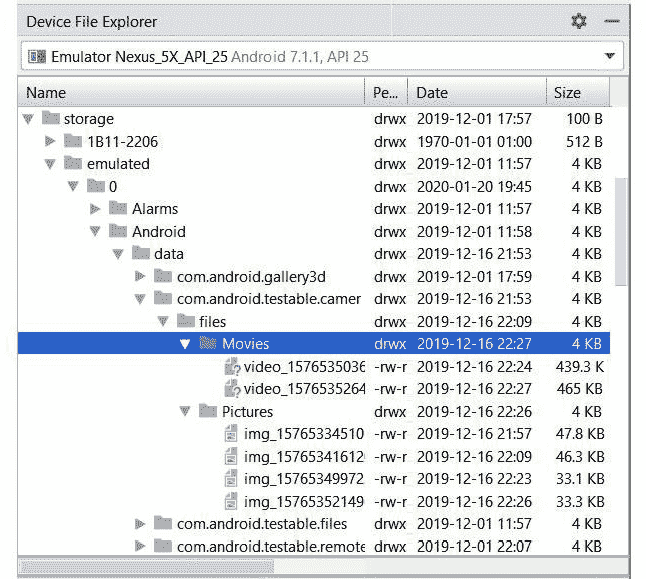 Device File Explorer
Emulator Nexus_5X_API_25 Android 7.1.1, API 25
Name Pe... Date Size
storage drwx 2019-12-01 17:57 100 B
1B11-2206 drwx 1970-01-01 01:00 512 B
emulated drwx 2019-12-01 11:57 4 KB
0 drwx 2020-01-20 19:45 4 KB
Alarms drwx 2019-12-01 11:57 4 KB
Android drwx 2019-12-01 11:58 4 KB
data drwx 2019-12-16 21:53 4 KB
com.android.gallery3d drwx 2019-12-01 17:59 4 KB
com.android.testable.camer drwx 2019-12-16 21:53 4 KB
files drwx 2019-12-16 22:09 4 KB
Movies drwx 2019-12-16 22:27 4 KB
video_1576535036 -rw-r 2019-12-16 22:24 439.3 K
video_1576535264 -rw-r 2019-12-16 22:27 465 KB
Pictures drwx 2019-12-16 22:26 4 KB
img_15765334510 -rw-r 2019-12-16 21:57 47.8 KB
img_15765341612 -rw-r 2019-12-16 22:09 46.3 KB
img_15765349972 -rw-r 2019-12-16 22:23 33.1 KB
img_15765352149 -rw-r 2019-12-16 22:26 33.3 KB
com.android.testable.files drwx 2019-12-01 11:57 4 KB
com.android.testable.remote drwx 2019-12-01 22:07 4 KB